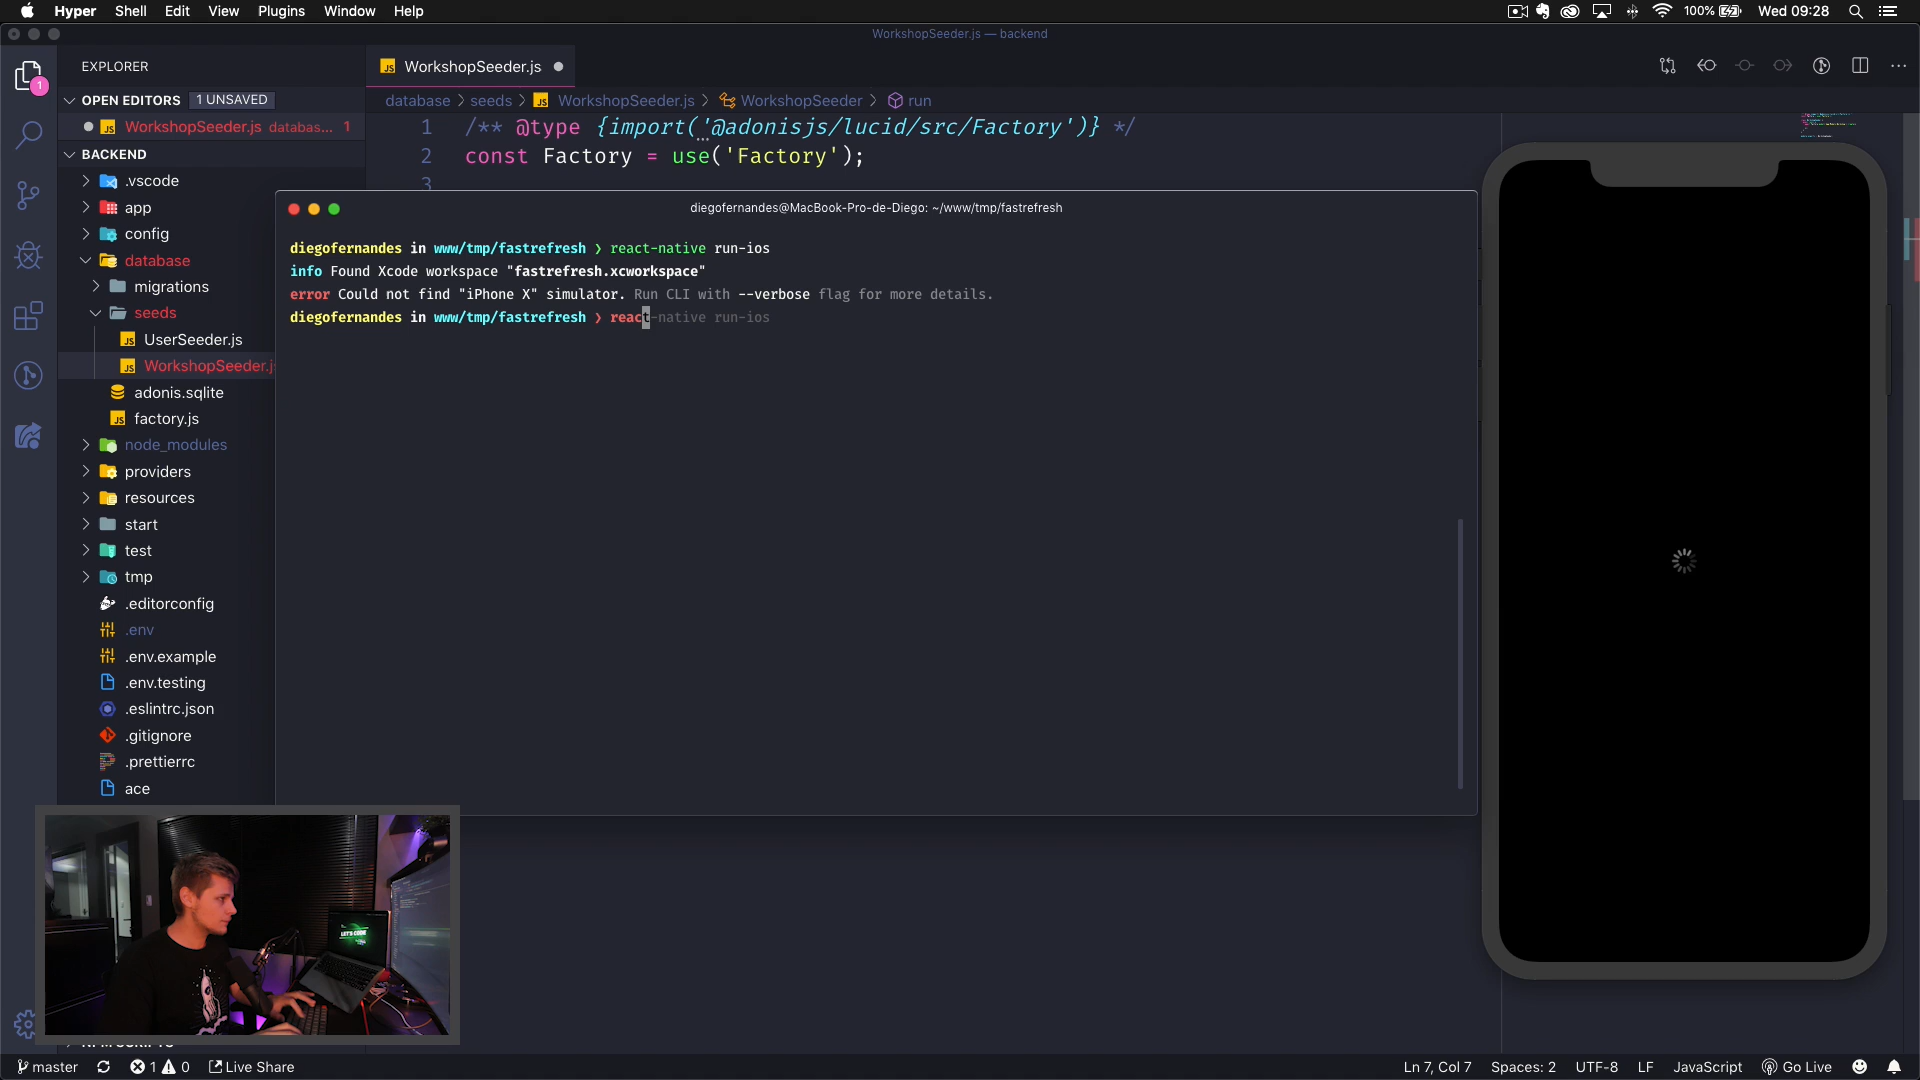 Hyper Shell Edit View Plugins Window Help
100% Wed 09:28
WorkshopSeeder.js — backend
EXPLORER
WorkshopSeeder.js
OPEN EDITORS 1 UNSAVED
database seeds WorkshopSeeder.js WorkshopSeeder run
WorkshopSeeder.js databas... 1
1 /** @type {import('@adonisjs/lucid/src/Factory')} */
BACKEND
2 const Factory = use('Factory');
.vscode
3
app
config
database
migrations
seeds
UserSeeder.js
WorkshopSeeder.j
adonis.sqlite
factory.js
node_modules
providers
resources
start
test
tmp
.editorconfig
.env
.env.example
.env.testing
.eslintrc.json
.gitignore
.prettierrc
ace
diegofernandes@MacBook-Pro-de-Diego: ~/www/tmp/fastrefresh
diegofernandes in www/tmp/fastrefresh ❯ react-native run-ios
info Found Xcode workspace "fastrefresh.xcworkspace"
error Could not find "iPhone X" simulator. Run CLI with --verbose flag for more details.
diegofernandes in www/tmp/fastrefresh ❯ react-native run-ios
1
LET'S CODE
master 1 0 Live Share
Ln 7, Col 7 Spaces: 2 UTF-8 LF JavaScript Go Live